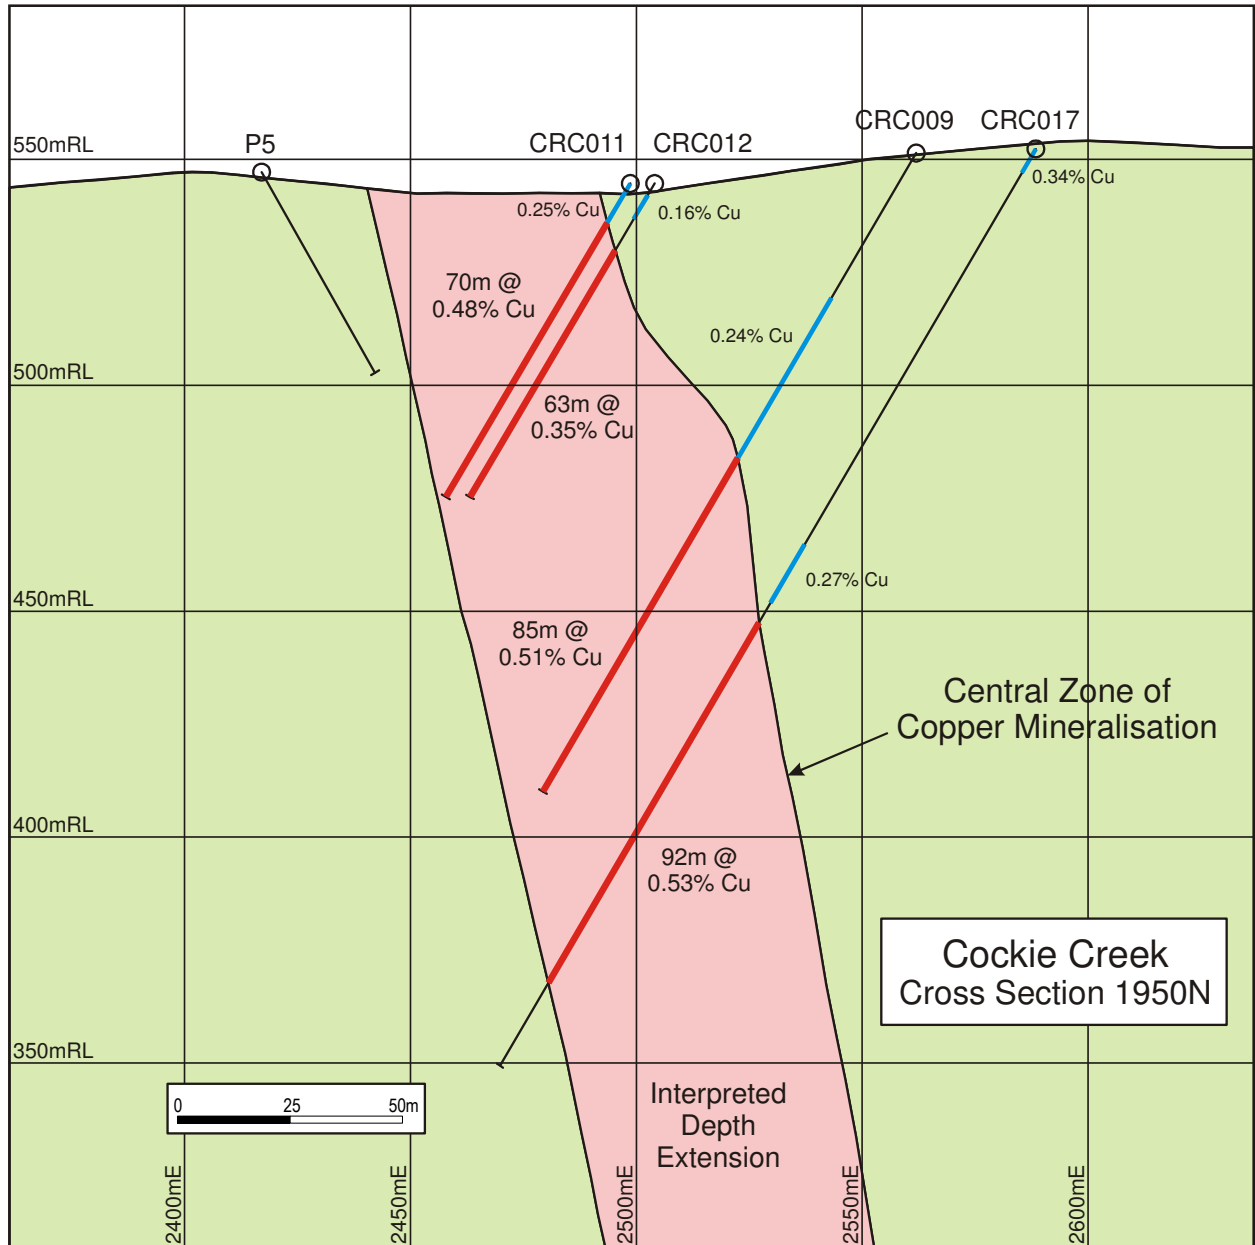 P5
CRC011
CRC012
CRC009
CRC017
550mRL
0.34% Cu
0.25% Cu
0.16% Cu
70m @
0.48% Cu
0.24% Cu
500mRL
63m @
0.35% Cu
0.27% Cu
450mRL
85m @
0.51% Cu
Central Zone of
Copper Mineralisation
400mRL
92m @
0.53% Cu
Cockie Creek
Cross Section 1950N
350mRL
0 25 50m
Interpreted
Depth
Extension
2400mE
2450mE
2500mE
2550mE
2600mE